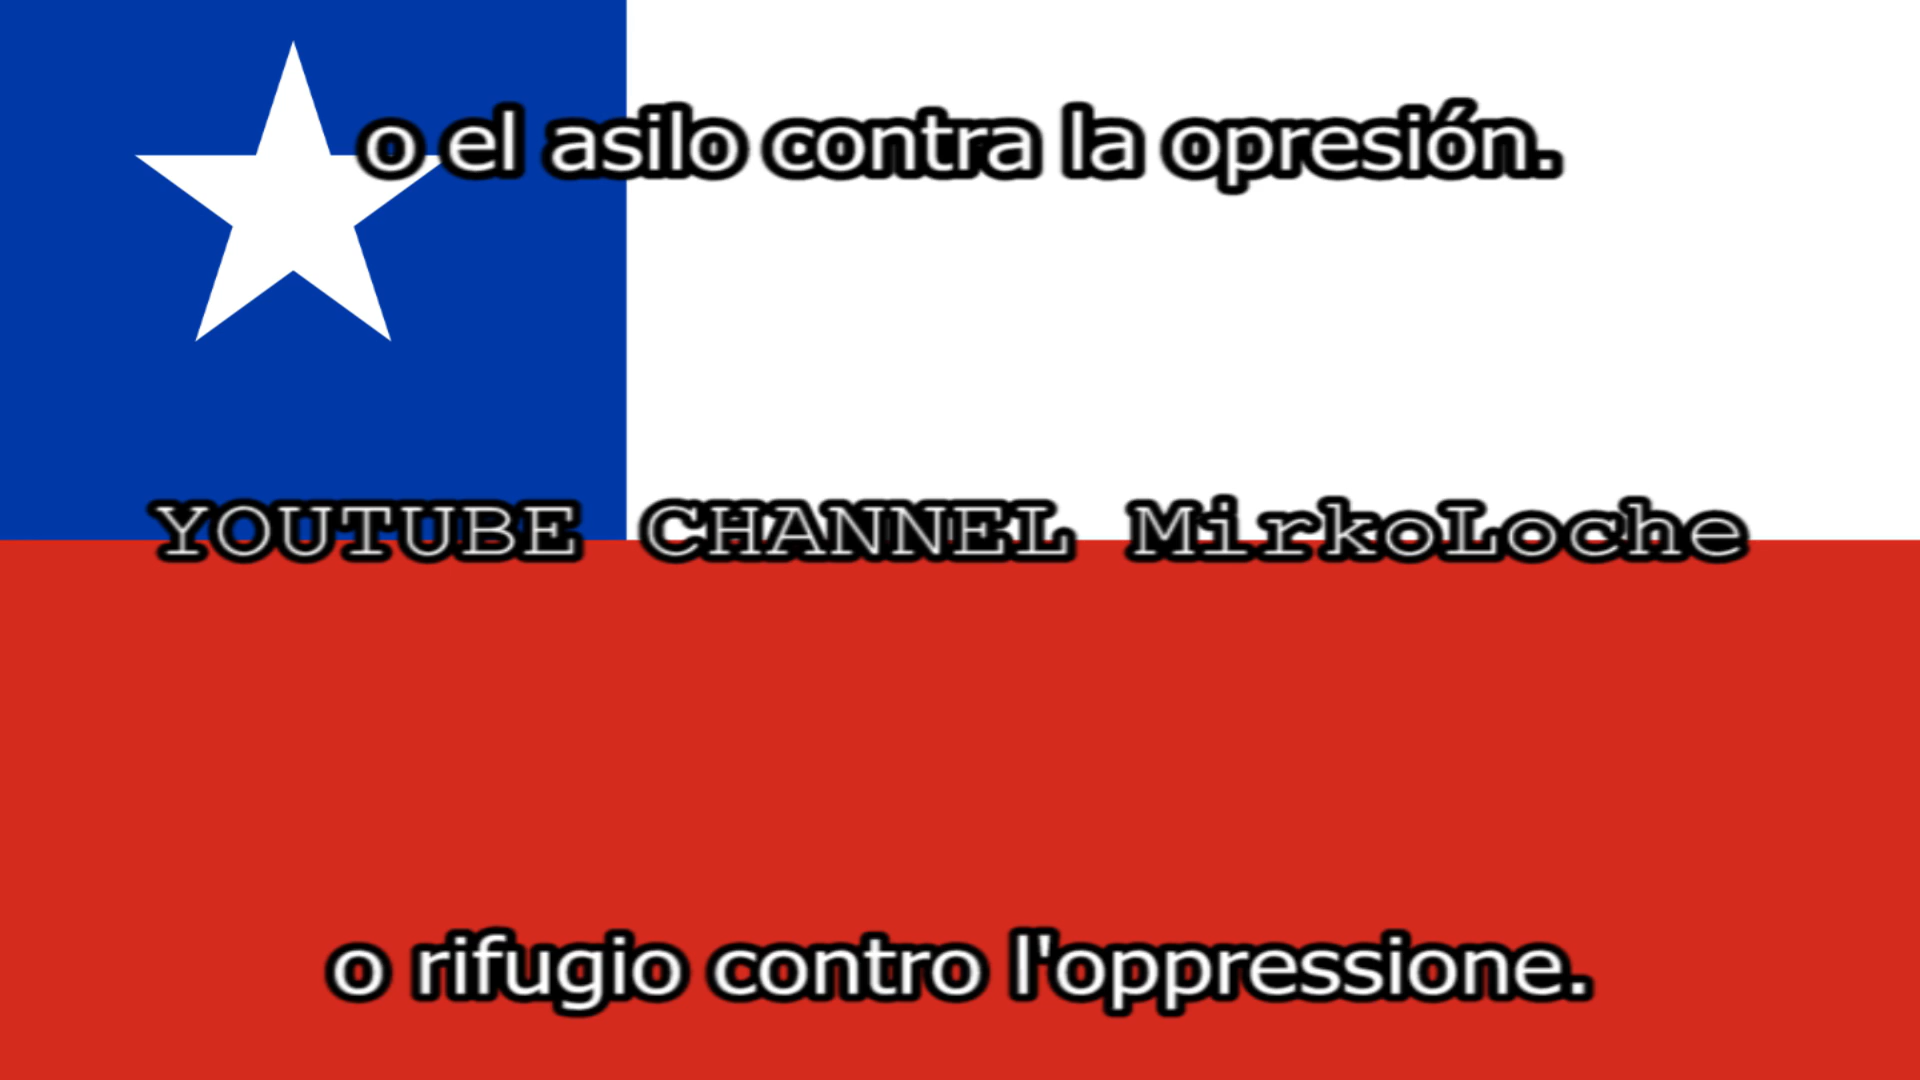 o el asilo contra la opresión.
YOUTUBE CHANNEL MirkoLoche
o rifugio contro l'oppressione.